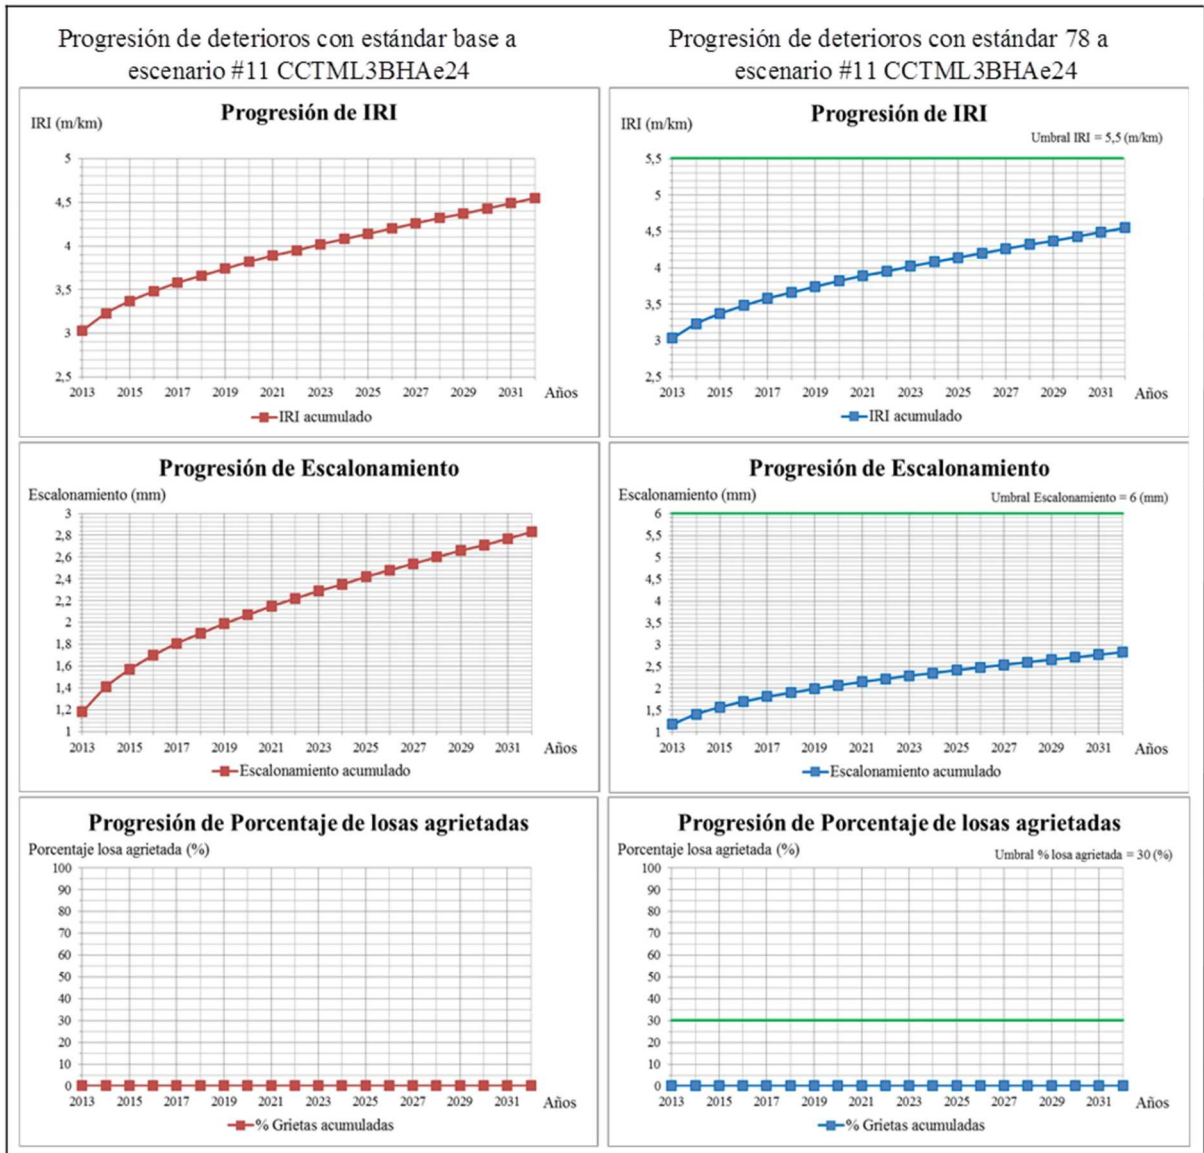 Progresión de deterioros con estándar base a
escenario #11 CCTML3BHAe24
Progresión de deterioros con estándar 78 a
escenario #11 CCTML3BHAe24
Progresión de IRI
IRI (m/km)
5
4,5
4
3,5
3
2,5
2013 2015 2017 2019 2021 2023 2025 2027 2029 2031 Años
IRI acumulado
Progresión de IRI
IRI (m/km)
Umbral IRI = 5,5 (m/km)
5,5
5
4,5
4
3,5
3
2,5
2013 2015 2017 2019 2021 2023 2025 2027 2029 2031 Años
IRI acumulado
Progresión de Escalonamiento
Escalonamiento (mm)
3
2,8
2,6
2,4
2,2
2
1,8
1,6
1,4
1,2
1
2013 2015 2017 2019 2021 2023 2025 2027 2029 2031 Años
Escalonamiento acumulado
Progresión de Escalonamiento
Escalonamiento (mm)
Umbral Escalonamiento = 6 (mm)
6
5,5
5
4,5
4
3,5
3
2,5
2
1,5
1
2013 2015 2017 2019 2021 2023 2025 2027 2029 2031 Años
Escalonamiento acumulado
Progresión de Porcentaje de losas agrietadas
Porcentaje losa agrietada (%)
100
90
80
70
60
50
40
30
20
10
0
2013 2015 2017 2019 2021 2023 2025 2027 2029 2031 Años
% Grietas acumuladas
Progresión de Porcentaje de losas agrietadas
Porcentaje losa agrietada (%)
Umbral % losa agrietada = 30 (%)
100
90
80
70
60
50
40
30
20
10
0
2013 2015 2017 2019 2021 2023 2025 2027 2029 2031 Años
% Grietas acumuladas